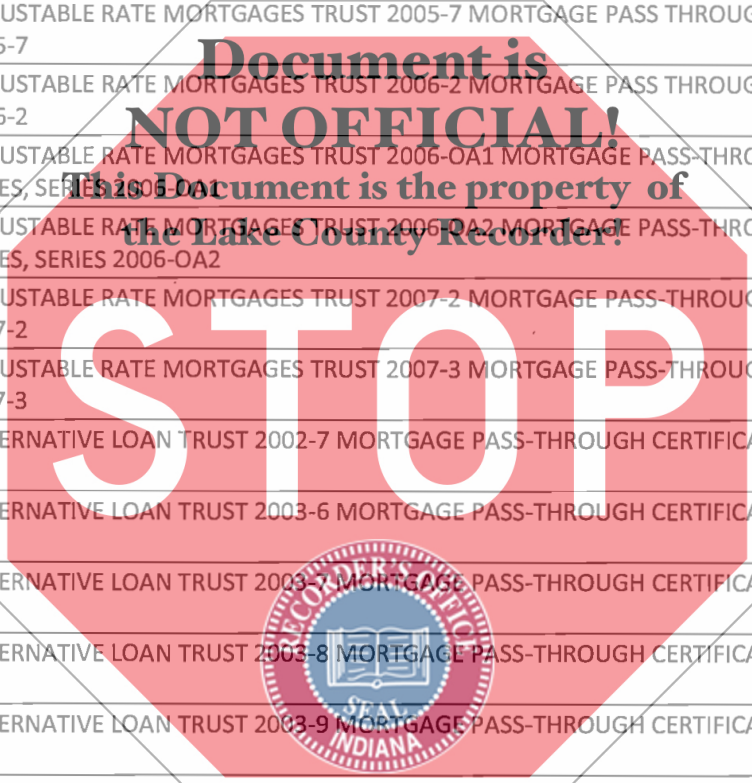 USTABLE RATE MORTGAGES TRUST 2005-7 MORTGAGE PASS THROUG
5-7
Document is
USTABLE RATE MORTGAGES TRUST 2006-2 MORTGAGE PASS THROUG
6-2
NOT OFFICIAL!
USTABLE RATE MORTGAGES TRUST 2006-OA1 MORTGAGE PASS-THRO
ES, SERIES 2006-OA1
This Document is the property of
USTABLE RATE MORTGAGES TRUST 2006-OA2 MORTGAGE PASS-THRO
the Lake County Recorder!
ES, SERIES 2006-OA2
USTABLE RATE MORTGAGES TRUST 2007-2 MORTGAGE PASS-THROUG
7-2
STOP
USTABLE RATE MORTGAGES TRUST 2007-3 MORTGAGE PASS-THROUG
7-3
ERNATIVE LOAN TRUST 2002-7 MORTGAGE PASS-THROUGH CERTIFICA
ERNATIVE LOAN TRUST 2003-6 MORTGAGE PASS-THROUGH CERTIFICA
ERNATIVE LOAN TRUST 2003-7 MORTGAGE PASS-THROUGH CERTIFICA
RECORDER'S OFFICE
ERNATIVE LOAN TRUST 2003-8 MORTGAGE PASS-THROUGH CERTIFICA
SEAL
ERNATIVE LOAN TRUST 2003-9 MORTGAGE PASS-THROUGH CERTIFICA
INDIANA